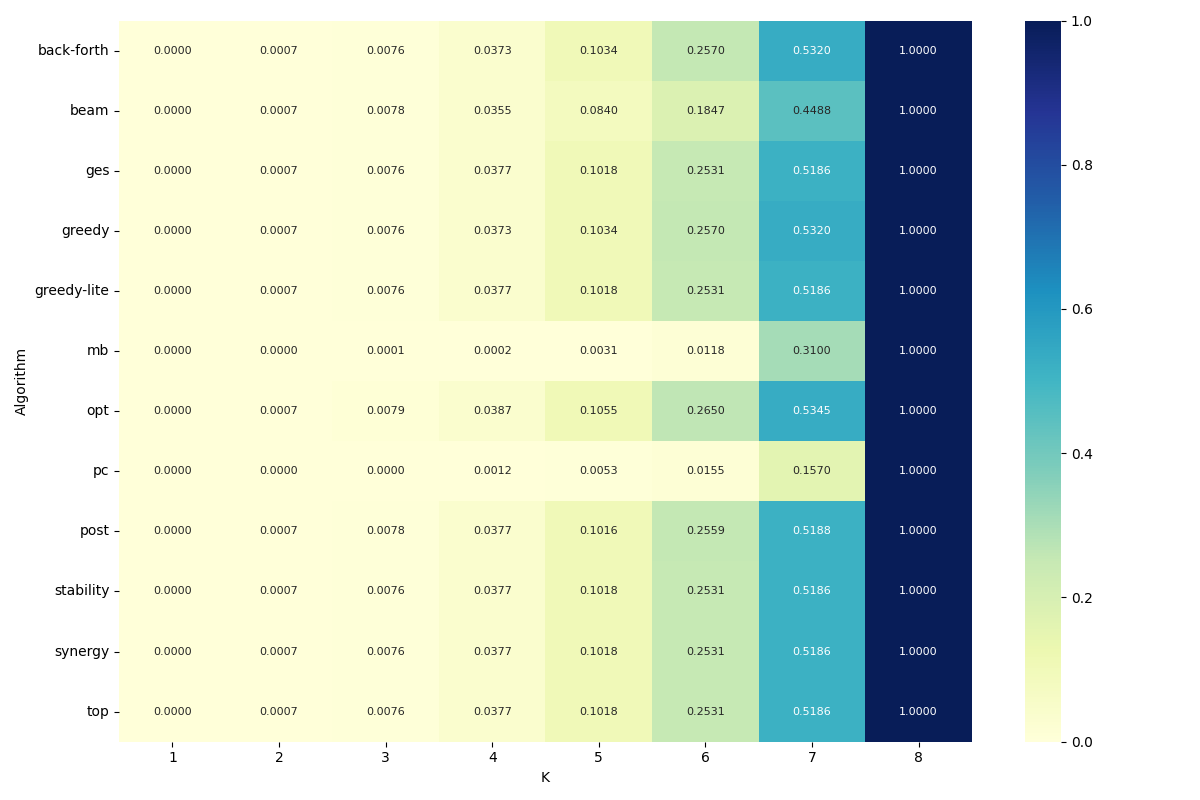 back-forth 0.0000 0.0007 0.0076 0.0373 0.1034 0.2570 0.5320 1.0000
beam 0.0000 0.0007 0.0078 0.0355 0.0840 0.1847 0.4488 1.0000
ges 0.0000 0.0007 0.0076 0.0377 0.1018 0.2531 0.5186 1.0000
greedy 0.0000 0.0007 0.0076 0.0373 0.1034 0.2570 0.5320 1.0000
greedy-lite 0.0000 0.0007 0.0076 0.0377 0.1018 0.2531 0.5186 1.0000
mb 0.0000 0.0000 0.0001 0.0002 0.0031 0.0118 0.3100 1.0000
opt 0.0000 0.0007 0.0079 0.0387 0.1055 0.2650 0.5345 1.0000
pc 0.0000 0.0000 0.0000 0.0012 0.0053 0.0155 0.1570 1.0000
post 0.0000 0.0007 0.0078 0.0377 0.1016 0.2559 0.5188 1.0000
stability 0.0000 0.0007 0.0076 0.0377 0.1018 0.2531 0.5186 1.0000
synergy 0.0000 0.0007 0.0076 0.0377 0.1018 0.2531 0.5186 1.0000
top 0.0000 0.0007 0.0076 0.0377 0.1018 0.2531 0.5186 1.0000
1 2 3 4 5 6 7 8
K
Algorithm
1.0
0.8
0.6
0.4
0.2
0.0